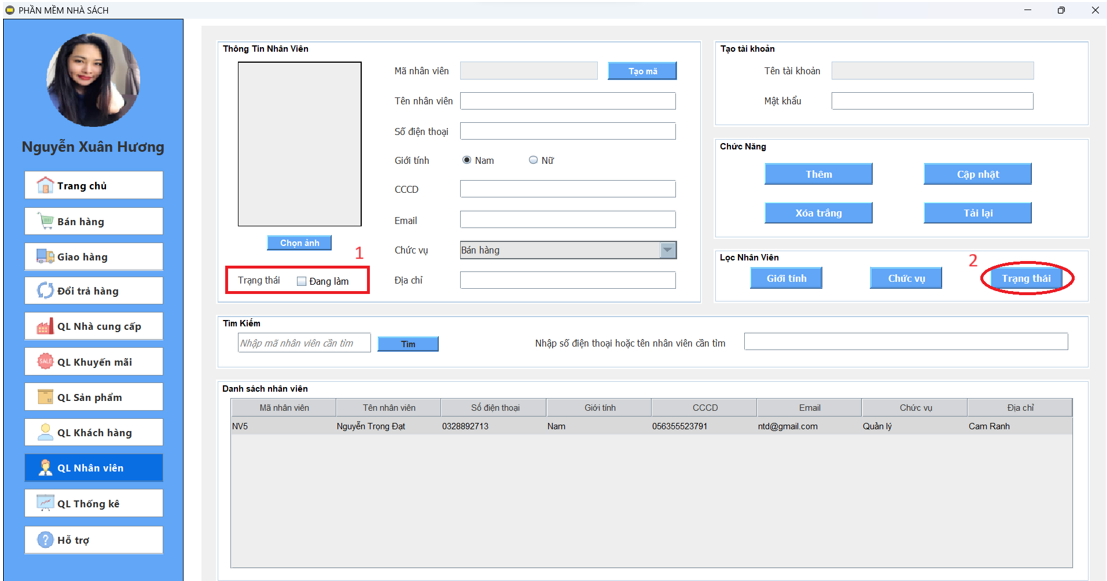 PHẦN MỀM NHÀ SÁCH
Nguyễn Xuân Hương
Trang chủ
Bán hàng
Giao hàng
Đổi trả hàng
QL Nhà cung cấp
SALE
QL Khuyến mãi
QL Sản phẩm
QL Khách hàng
QL Nhân viên
QL Thống kê
? Hỗ trợ
Thông Tin Nhân Viên
Mã nhân viên Tạo mã
Tên nhân viên
Số điện thoại
Giới tính Nam Nữ
CCCD
Email
Chọn ảnh
1
Chức vụ Bán hàng
Trạng thái Đang làm
Địa chỉ
Tạo tài khoản
Tên tài khoản
Mật khẩu
Chức Năng
Thêm Cập nhật
Xóa trắng Tải lại
Lọc Nhân Viên
2
Giới tính Chức vụ Trạng thái
Tìm Kiếm
Nhập mã nhân viên cần tìm Tìm Nhập số điện thoại hoặc tên nhân viên cần tìm
Danh sách nhân viên
Mã nhân viên Tên nhân viên Số điện thoại Giới tính CCCD Email Chức vụ Địa chỉ
NV5 Nguyễn Trọng Đạt 0328892713 Nam 056355523791 ntd@gmail.com Quản lý Cam Ranh